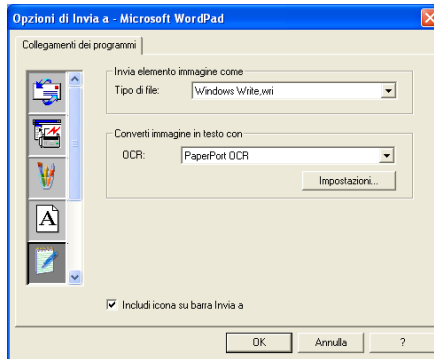 Opzioni di Invia a - Microsoft WordPad
Collegamenti dei programmi
Invia elemento immagine come
Tipo di file: Windows Write,wri
Converti immagine in testo con
OCR: PaperPort OCR
Impostazioni...
A
Includi icona su barra Invia a
OK Annulla ?